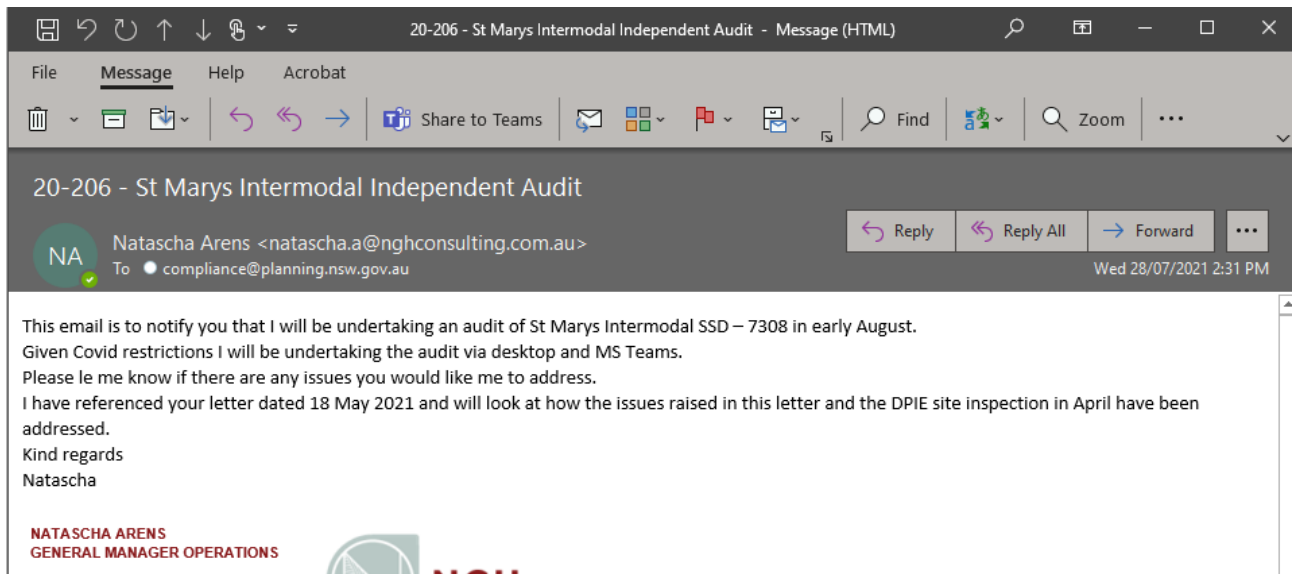 20-206 - St Marys Intermodal Independent Audit - Message (HTML)
File Message Help Acrobat
Share to Teams Find Zoom
20-206 - St Marys Intermodal Independent Audit
NA
Natascha Arens <natascha.a@nghconsulting.com.au>
To compliance@planning.nsw.gov.au
Reply Reply All Forward
Wed 28/07/2021 2:31 PM
This email is to notify you that I will be undertaking an audit of St Marys Intermodal SSD – 7308 in early August.
Given Covid restrictions I will be undertaking the audit via desktop and MS Teams.
Please le me know if there are any issues you would like me to address.
I have referenced your letter dated 18 May 2021 and will look at how the issues raised in this letter and the DPIE site inspection in April have been
addressed.
Kind regards
Natascha
NATASCHA ARENS
GENERAL MANAGER OPERATIONS